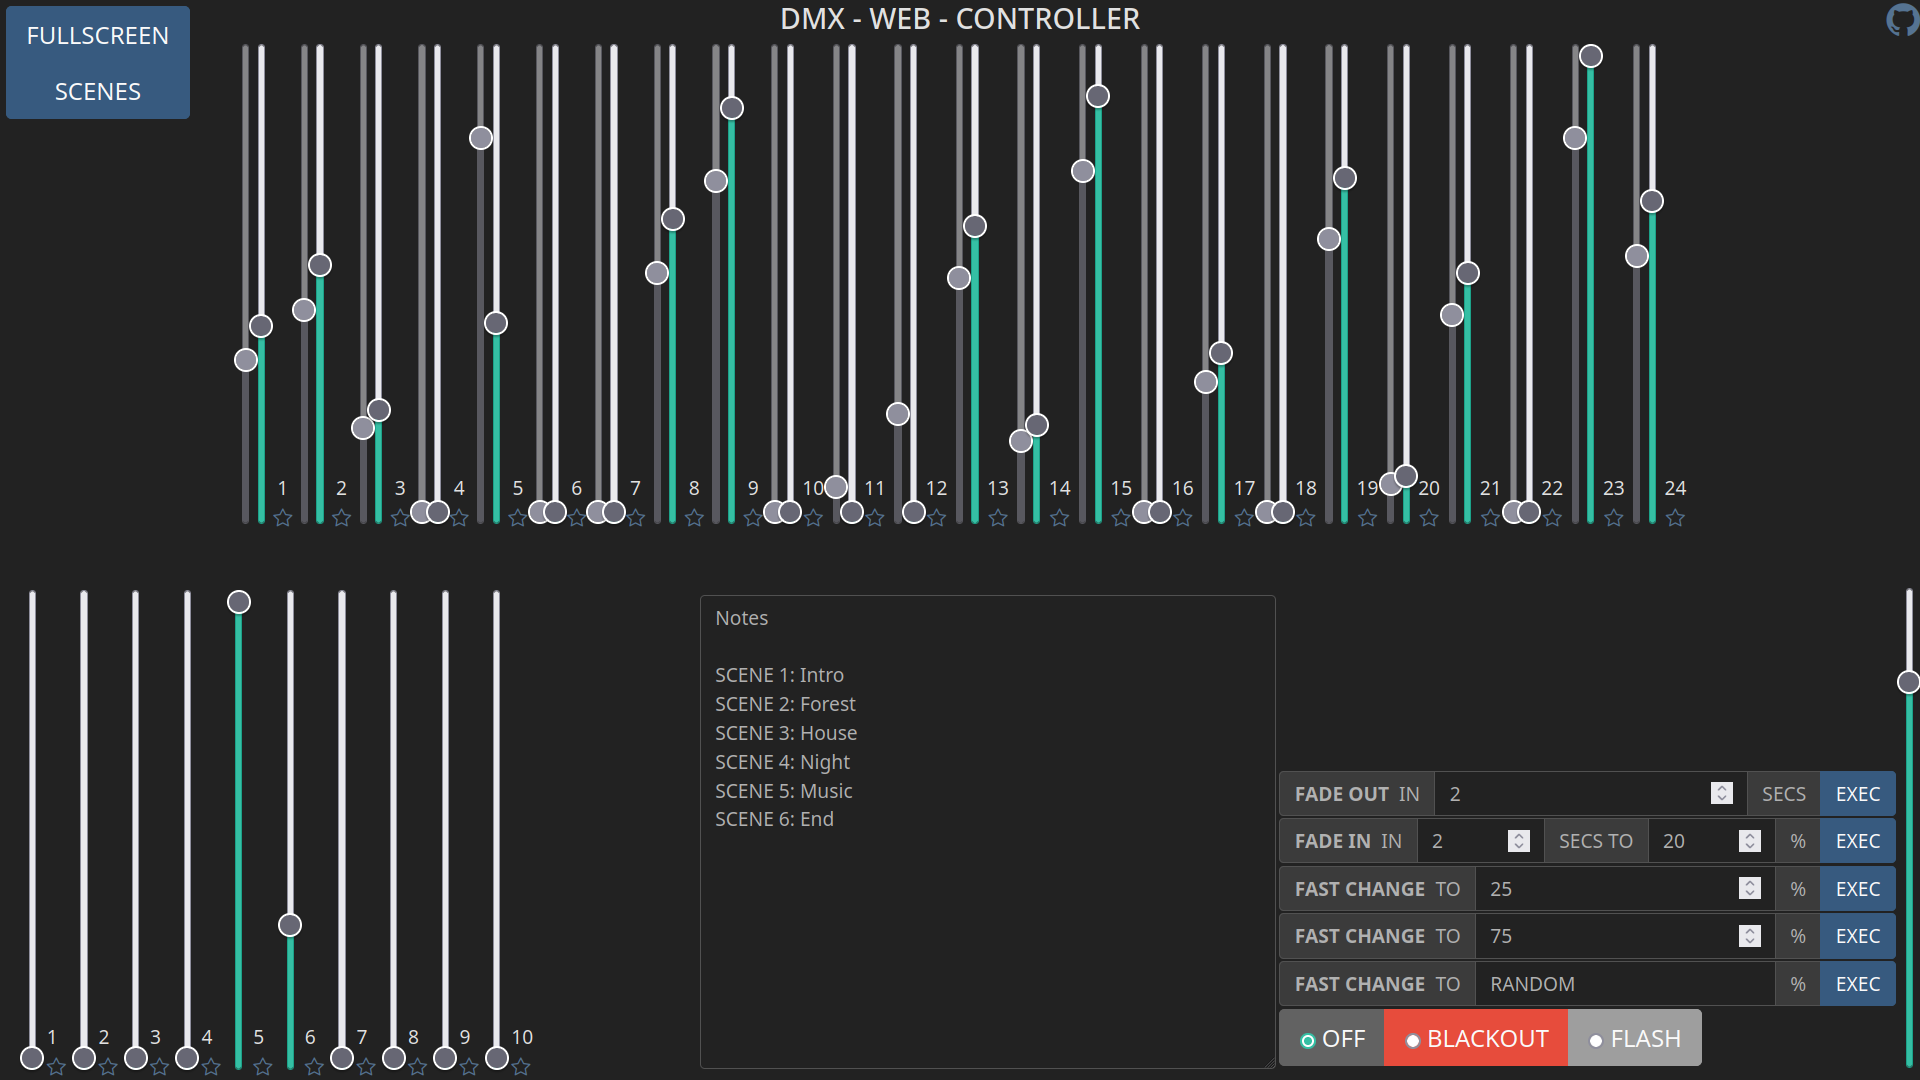 DMX - WEB - CONTROLLER
FULLSCREEN
SCENES
1 2 3 4 5 6 7 8 9 10 11 12 13 14 15 16 17 18 19 20 21 22 23 24
1 2 3 4 5 6 7 8 9 10
Notes
SCENE 1: Intro
SCENE 2: Forest
SCENE 3: House
SCENE 4: Night
SCENE 5: Music
SCENE 6: End
FADE OUT IN 2 SECS EXEC
FADE IN IN 2 SECS TO 20 % EXEC
FAST CHANGE TO 25 % EXEC
FAST CHANGE TO 75 % EXEC
FAST CHANGE TO RANDOM % EXEC
OFF BLACKOUT FLASH